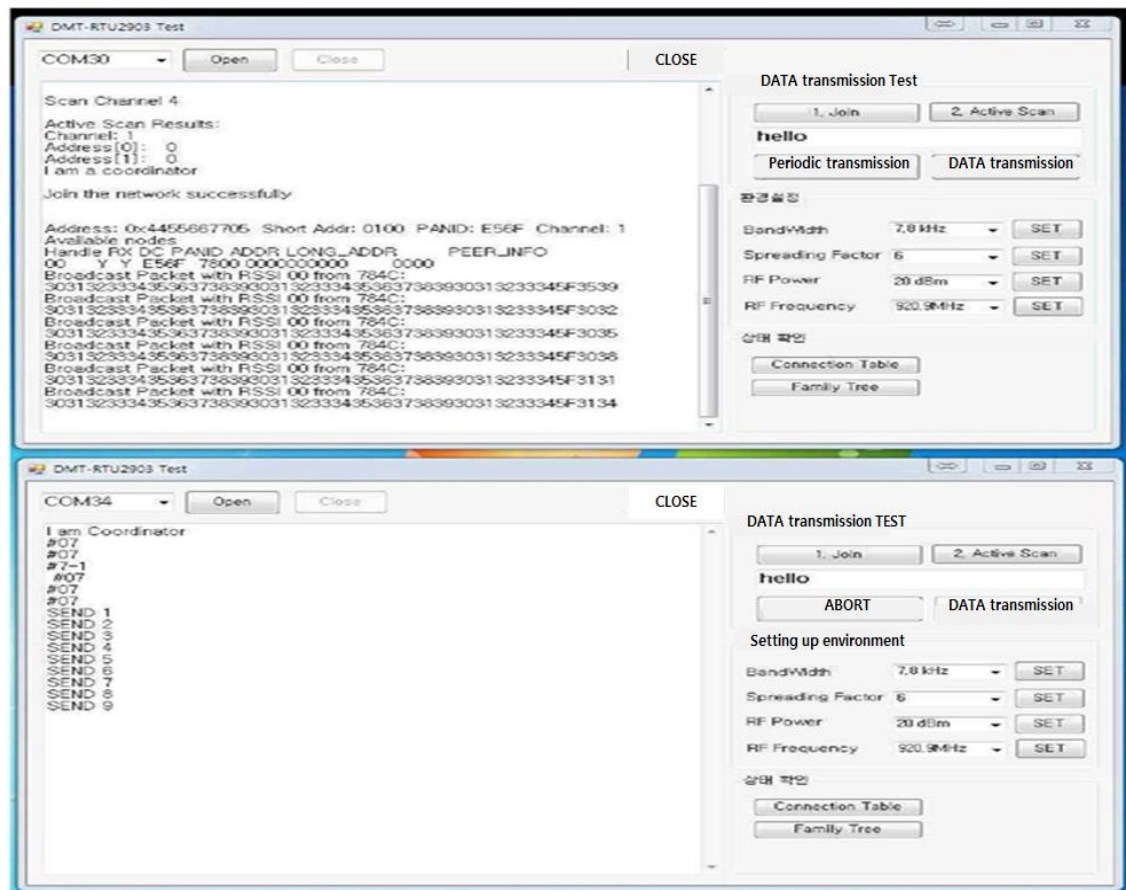 DMT-RTU2903 Test
COM30 Open Close CLOSE
Scan Channel 4
Active Scan Results:
Channel: 1
Address[0]: 0
Address[1]: 0
I am a coordinator
Join the network successfully
Address: 0x4455667705 Short Addr: 0100 PANID: E56F Channel: 1
Available nodes
Handle RX DC PANID ADDR LONG_ADDR PEER_INFO
00 Y Y E56F 7800 0000000000 0000
Broadcast Packet with RSSI 00 from 784C:
303132333435363738393031323334353637383930313233345F3539
Broadcast Packet with RSSI 00 from 784C:
303132333435363738393031323334353637383930313233345F3032
Broadcast Packet with RSSI 00 from 784C:
303132333435363738393031323334353637383930313233345F3035
Broadcast Packet with RSSI 00 from 784C:
303132333435363738393031323334353637383930313233345F3038
Broadcast Packet with RSSI 00 from 784C:
303132333435363738393031323334353637383930313233345F3131
Broadcast Packet with RSSI 00 from 784C:
303132333435363738393031323334353637383930313233345F3134
DATA transmission Test
1. Join 2. Active Scan
hello
Periodic transmission DATA transmission
환경설정
BandWidth 7.8 kHz SET
Spreading Factor 6 SET
RF Power 20 dBm SET
RF Frequency 920.9MHz SET
상태 확인
Connection Table
Family Tree
DMT-RTU2903 Test
COM34 Open Close CLOSE
I am Coordinator
#07
#07
#7-1
#07
#07
#07
SEND 1
SEND 2
SEND 3
SEND 4
SEND 5
SEND 6
SEND 7
SEND 8
SEND 9
DATA transmission TEST
1. Join 2. Active Scan
hello
ABORT DATA transmission
Setting up environment
BandWidth 7.8 kHz SET
Spreading Factor 6 SET
RF Power 20 dBm SET
RF Frequency 920.9MHz SET
상태 확인
Connection Table
Family Tree